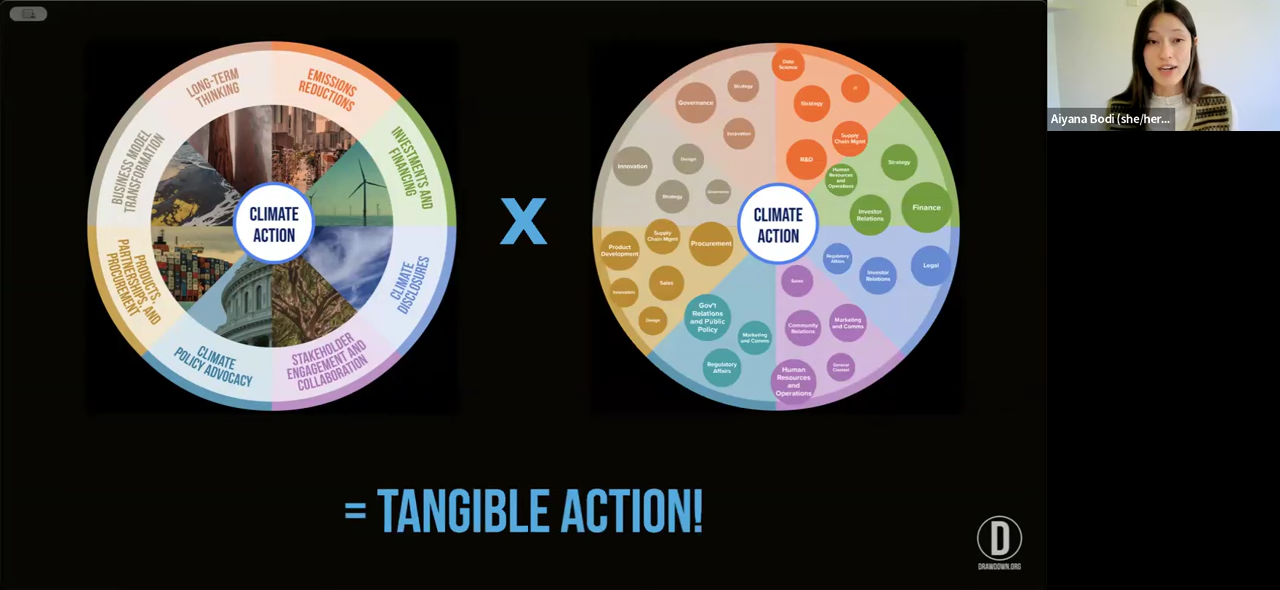 LONG-TERM
THINKING
EMISSIONS
REDUCTIONS
INVESTMENTS AND
FINANCING
CLIMATE
DISCLOSURES
STAKEHOLDER
ENGAGEMENT AND
COLLABORATION
CLIMATE
POLICY ADVOCACY
PRODUCTS,
PARTNERSHIPS, AND
PROCUREMENT
BUSINESS MODEL
TRANSFORMATION
CLIMATE
ACTION
X
Data
Science
Strategy
IT
Supply
Chain Mgmt
R&D
Human
Resources
and
Operations
Strategy
Finance
Investor
Relations
Regulatory
Affairs
Investor
Relations
Legal
Sales
Community
Relations
Marketing
and Comms
General
Counsel
Human
Resources
and
Operations
Gov't
Relations
and Public
Policy
Marketing
and Comms
Regulatory
Affairs
Product
Development
Supply
Chain Mgmt
Procurement
Innovation
Sales
Design
Innovation
Design
Strategy
Governance
Governance
Strategy
Innovation
CLIMATE
ACTION
= TANGIBLE ACTION!
D
DRAWDOWN.ORG
Aiyana Bodi (she/her...